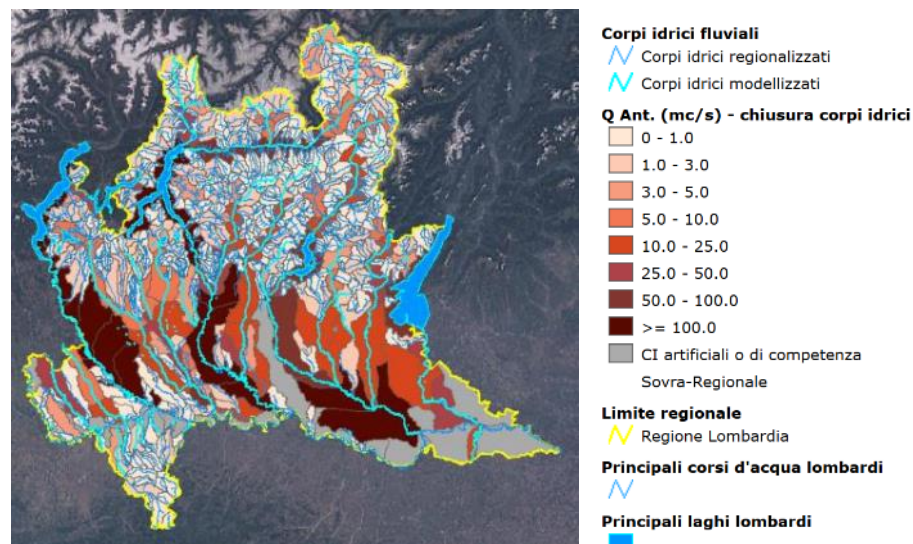 Corpi idrici fluviali
Corpi idrici regionalizzati
Corpi idrici modellizzati
Q Ant. (mc/s) - chiusura corpi idrici
0 - 1.0
1.0 - 3.0
3.0 - 5.0
5.0 - 10.0
10.0 - 25.0
25.0 - 50.0
50.0 - 100.0
>= 100.0
CI artificiali o di competenza
Sovra-Regionale
Limite regionale
Regione Lombardia
Principali corsi d'acqua lombardi
Principali laghi lombardi